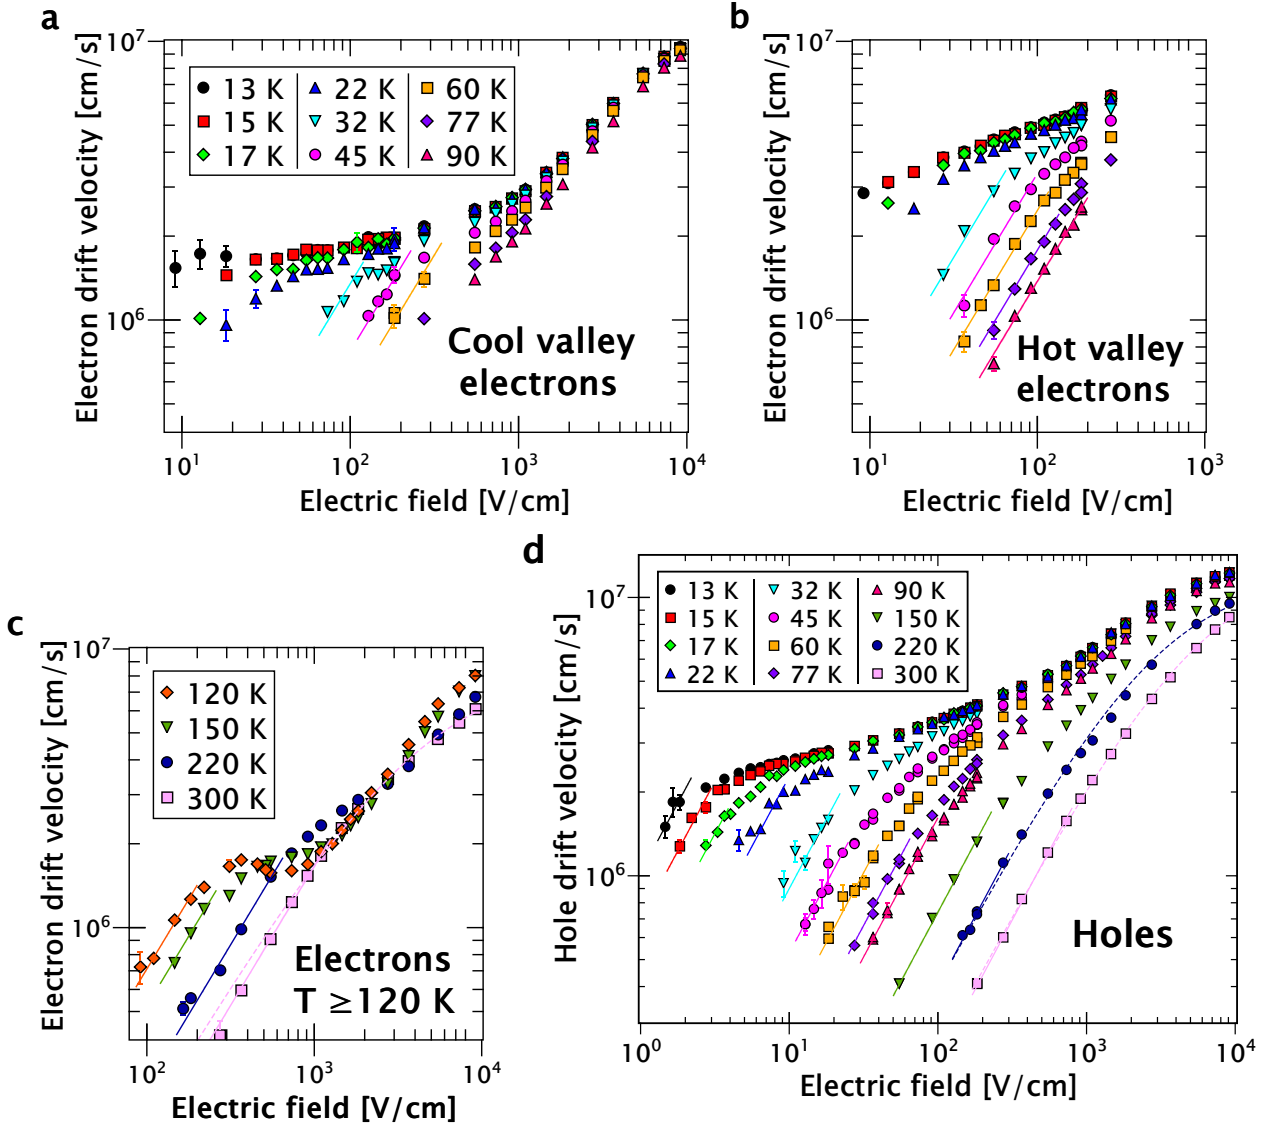 a
10^7
10^6
Electron drift velocity [cm/s]
13 K
22 K
60 K
15 K
32 K
77 K
17 K
45 K
90 K
Cool valley
electrons
10^1
10^2
10^3
10^4
Electric field [V/cm]
b
10^7
10^6
Electron drift velocity [cm/s]
Hot valley
electrons
10^1
10^2
10^3
Electric field [V/cm]
c
10^7
10^6
Electron drift velocity [cm/s]
120 K
150 K
220 K
300 K
Electrons
T ≥120 K
10^2
10^3
10^4
Electric field [V/cm]
d
10^7
10^6
Hole drift velocity [cm/s]
13 K
32 K
90 K
15 K
45 K
150 K
17 K
60 K
220 K
22 K
77 K
300 K
Holes
10^0
10^1
10^2
10^3
10^4
Electric field [V/cm]